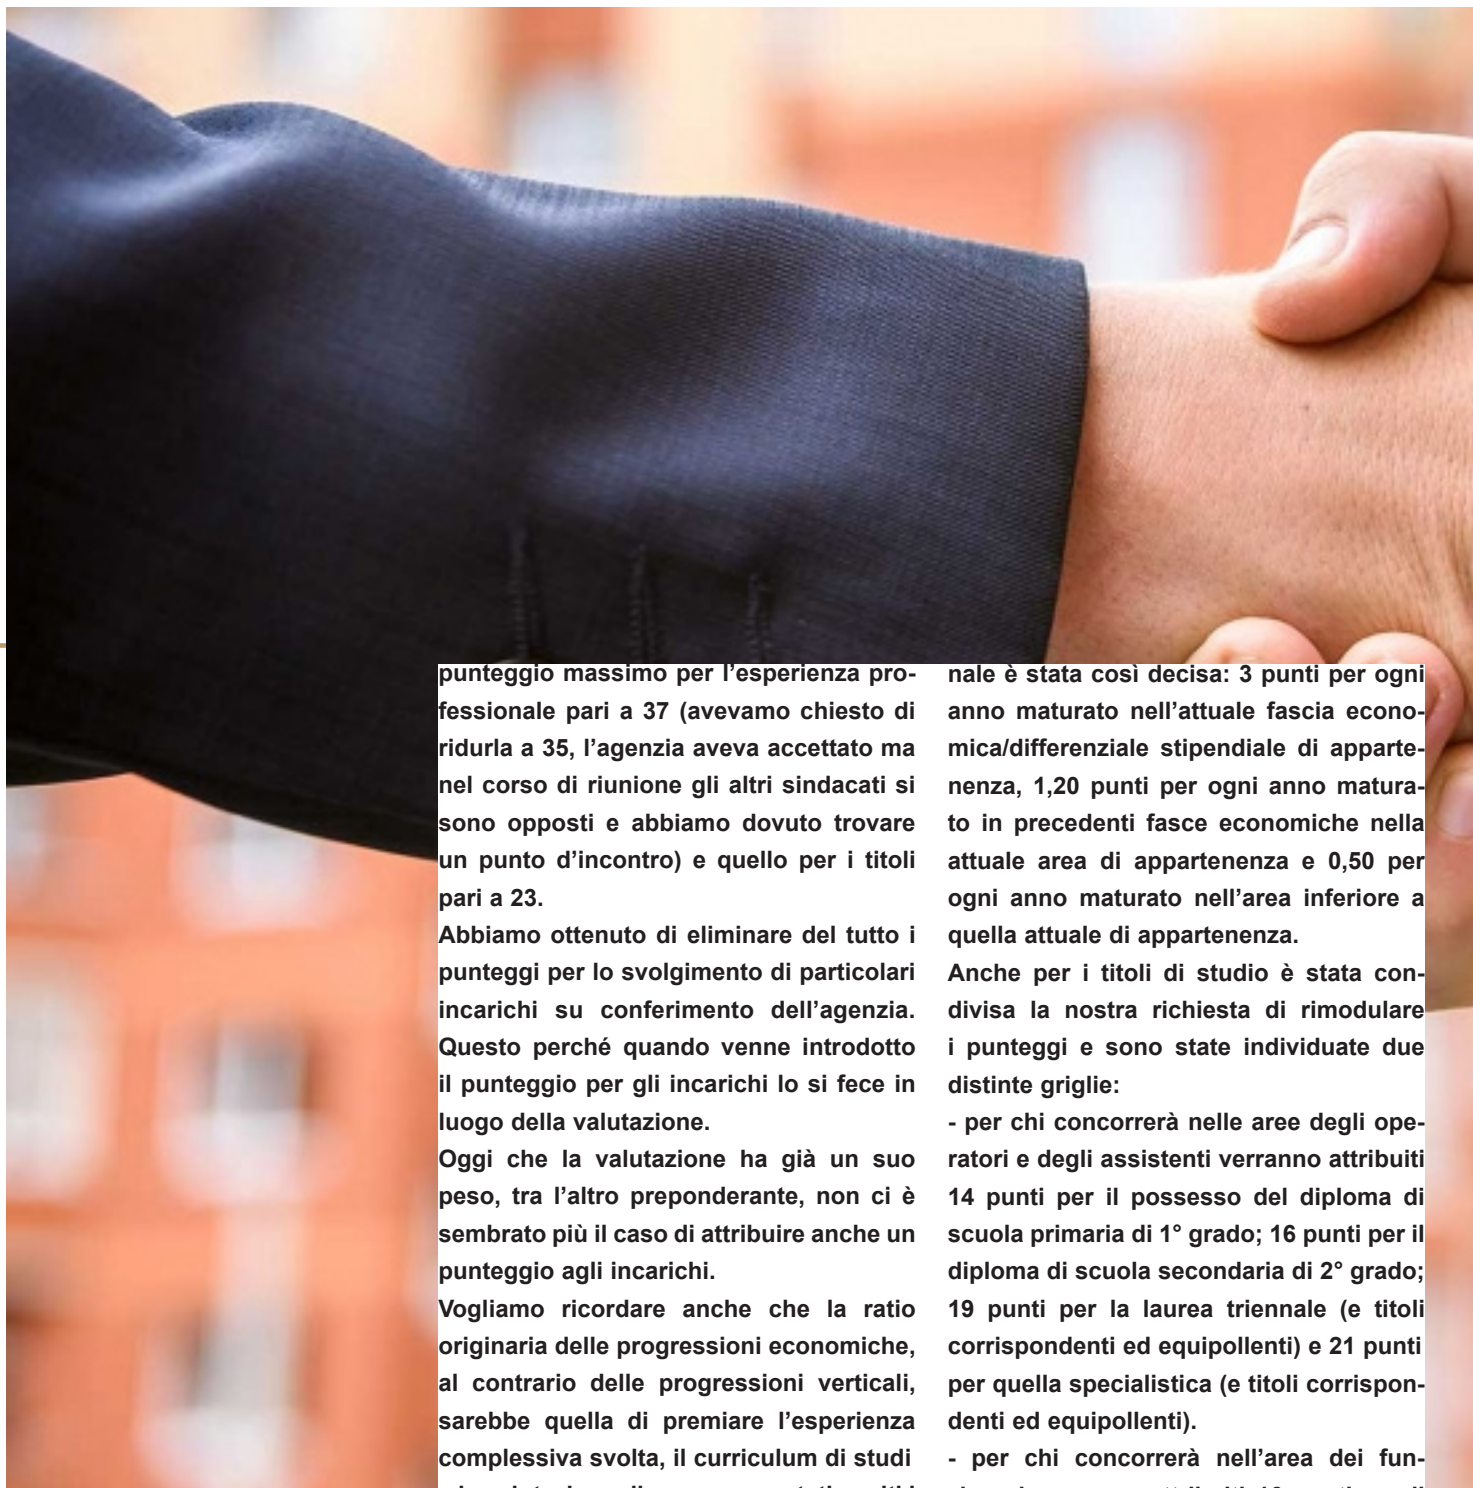 punteggio massimo per l’esperienza pro-
fessionale pari a 37 (avevamo chiesto di
ridurla a 35, l’agenzia aveva accettato ma
nel corso di riunione gli altri sindacati si
sono opposti e abbiamo dovuto trovare
un punto d’incontro) e quello per i titoli
pari a 23.
Abbiamo ottenuto di eliminare del tutto i
punteggi per lo svolgimento di particolari
incarichi su conferimento dell’agenzia.
Questo perché quando venne introdotto
il punteggio per gli incarichi lo si fece in
luogo della valutazione.
Oggi che la valutazione ha già un suo
peso, tra l’altro preponderante, non ci è
sembrato più il caso di attribuire anche un
punteggio agli incarichi.
Vogliamo ricordare anche che la ratio
originaria delle progressioni economiche,
al contrario delle progressioni verticali,
sarebbe quella di premiare l’esperienza
complessiva svolta, il curriculum di studi
nale è stata così decisa: 3 punti per ogni
anno maturato nell’attuale fascia econo-
mica/differenziale stipendiale di apparte-
nenza, 1,20 punti per ogni anno matura-
to in precedenti fasce economiche nella
attuale area di appartenenza e 0,50 per
ogni anno maturato nell’area inferiore a
quella attuale di appartenenza.
Anche per i titoli di studio è stata con-
divisa la nostra richiesta di rimodulare
i punteggi e sono state individuate due
distinte griglie:
- per chi concorrerà nelle aree degli ope-
ratori e degli assistenti verranno attribuiti
14 punti per il possesso del diploma di
scuola primaria di 1° grado; 16 punti per il
diploma di scuola secondaria di 2° grado;
19 punti per la laurea triennale (e titoli
corrispondenti ed equipollenti) e 21 punti
per quella specialistica (e titoli corrispon-
denti ed equipollenti).
- per chi concorrerà nell’area dei fun-